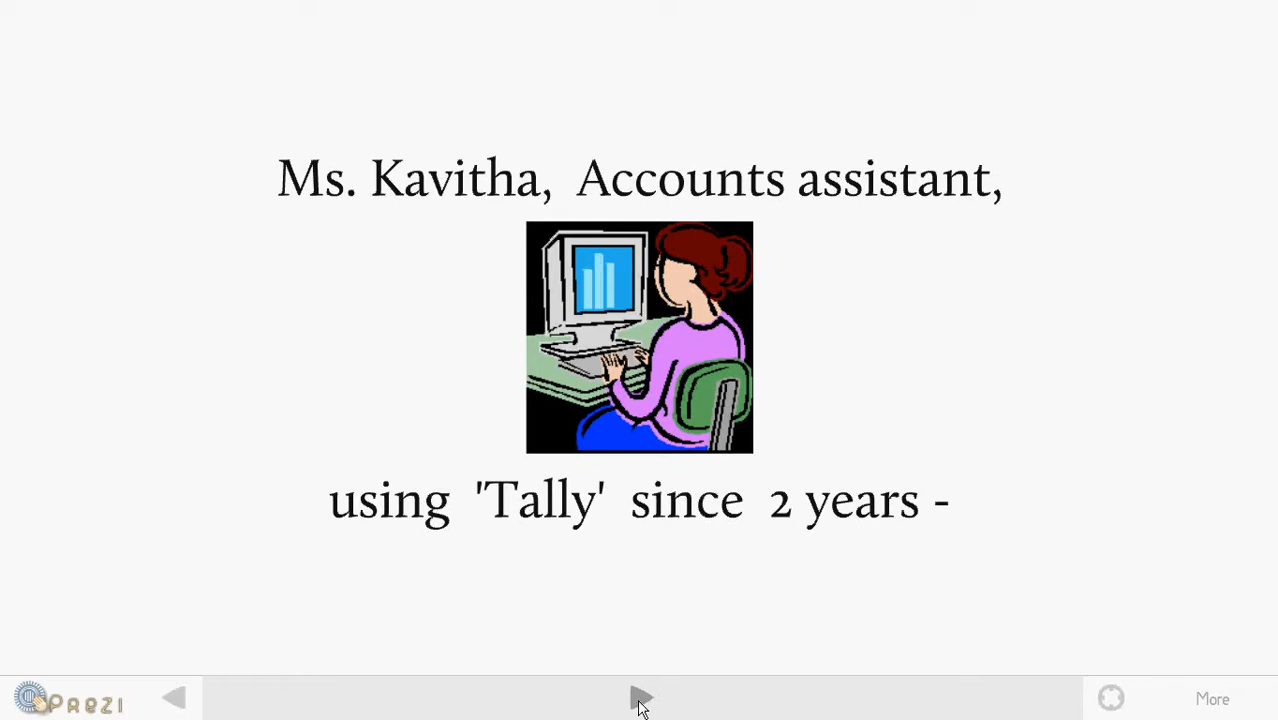 Ms. Kavitha, Accounts assistant,
using 'Tally' since 2 years -
Prezi
More